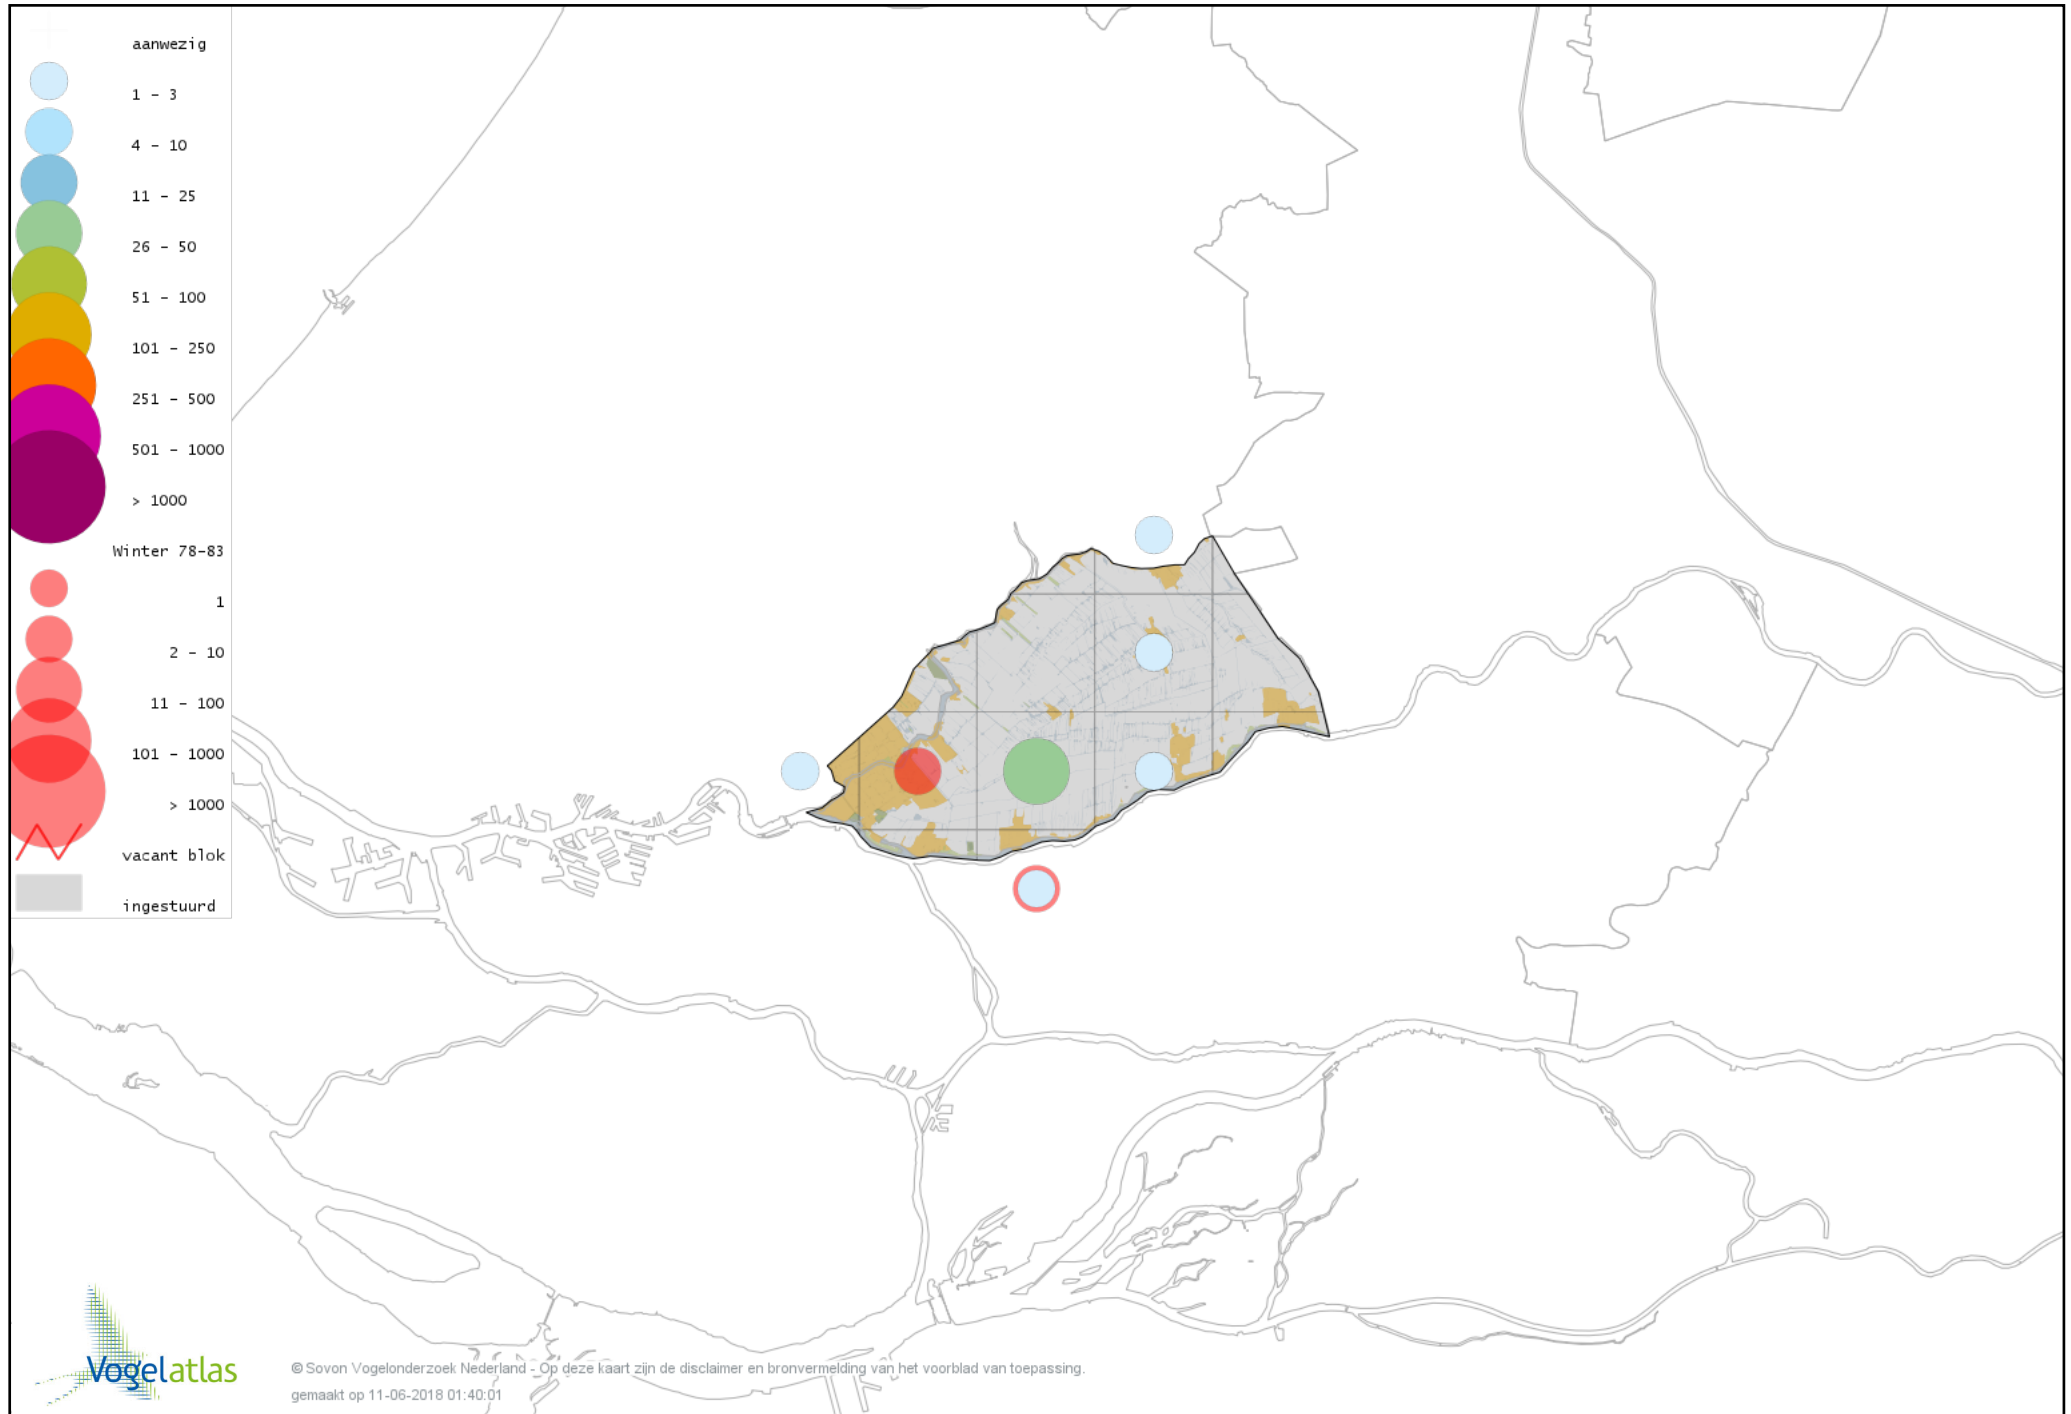 aanwezig
1 - 3
4 - 10
11 - 25
26 - 50
51 - 100
101 - 250
251 - 500
501 - 1000
> 1000
Winter 78-83
1
2 - 10
11 - 100
101 - 1000
> 1000
vacant blok
ingestuurd
Vogelatlas
© Sovon Vogelonderzoek Nederland - Op deze kaart zijn de disclaimer en bronvermelding van het voorblad van toepassing.
gemaakt op 11-06-2018 01:40:01